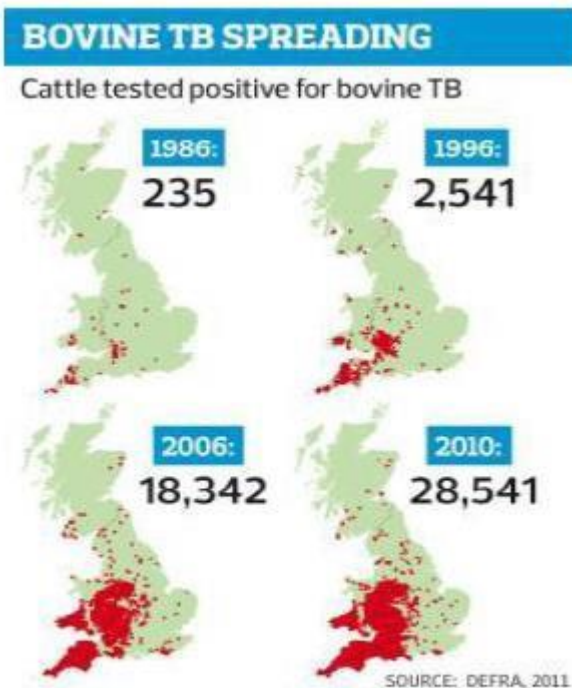 BOVINE TB SPREADING
Cattle tested positive for bovine TB
1986:
235
1996:
2,541
2006:
18,342
2010:
28,541
SOURCE: DEFRA, 2011